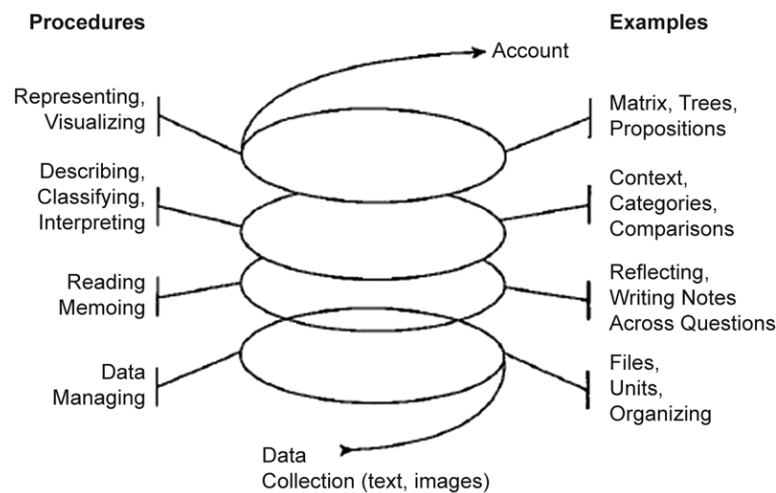 Procedures
Examples
Account
Representing,
Visualizing
Matrix, Trees,
Propositions
Describing,
Classifying,
Interpreting
Context,
Categories,
Comparisons
Reading
Memoing
Reflecting,
Writing Notes
Across Questions
Data
Managing
Files,
Units,
Organizing
Data
Collection (text, images)